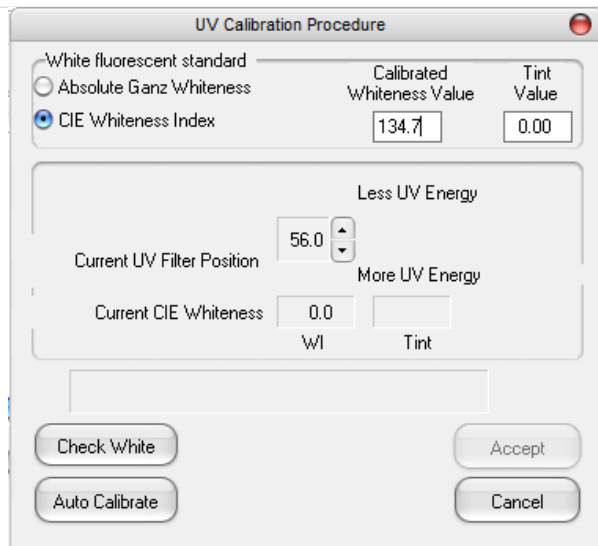 UV Calibration Procedure
White fluorescent standard
Absolute Ganz Whiteness
CIE Whiteness Index
Calibrated
Whiteness Value
Tint
Value
134.7
0.00
Less UV Energy
Current UV Filter Position
56.0
More UV Energy
Current CIE Whiteness
0.0
WI
Tint
Check White
Accept
Auto Calibrate
Cancel